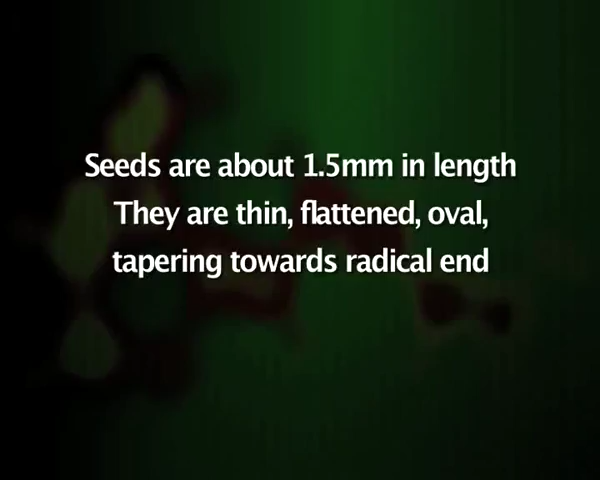 Seeds are about 1.5mm in length
They are thin, flattened, oval,
tapering towards radical end